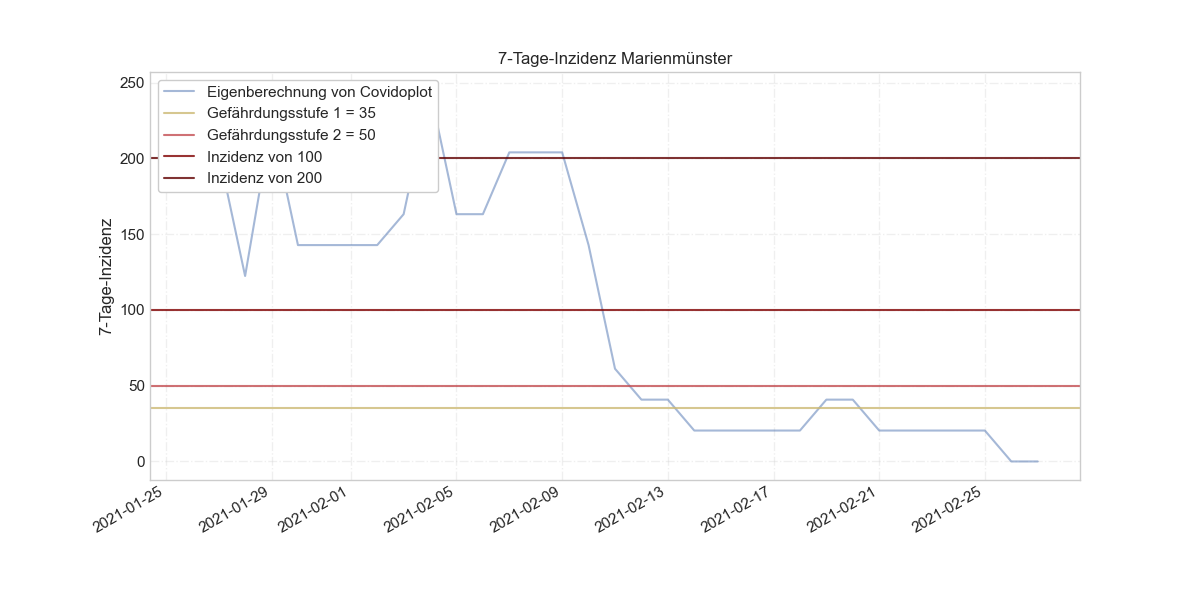 7-Tage-Inzidenz Marienmünster
250
200
150
100
50
0
7-Tage-Inzidenz
Eigenberechnung von Covidoplot
Gefährdungsstufe 1 = 35
Gefährdungsstufe 2 = 50
Inzidenz von 100
Inzidenz von 200
2021-01-25
2021-01-29
2021-02-01
2021-02-05
2021-02-09
2021-02-13
2021-02-17
2021-02-21
2021-02-25